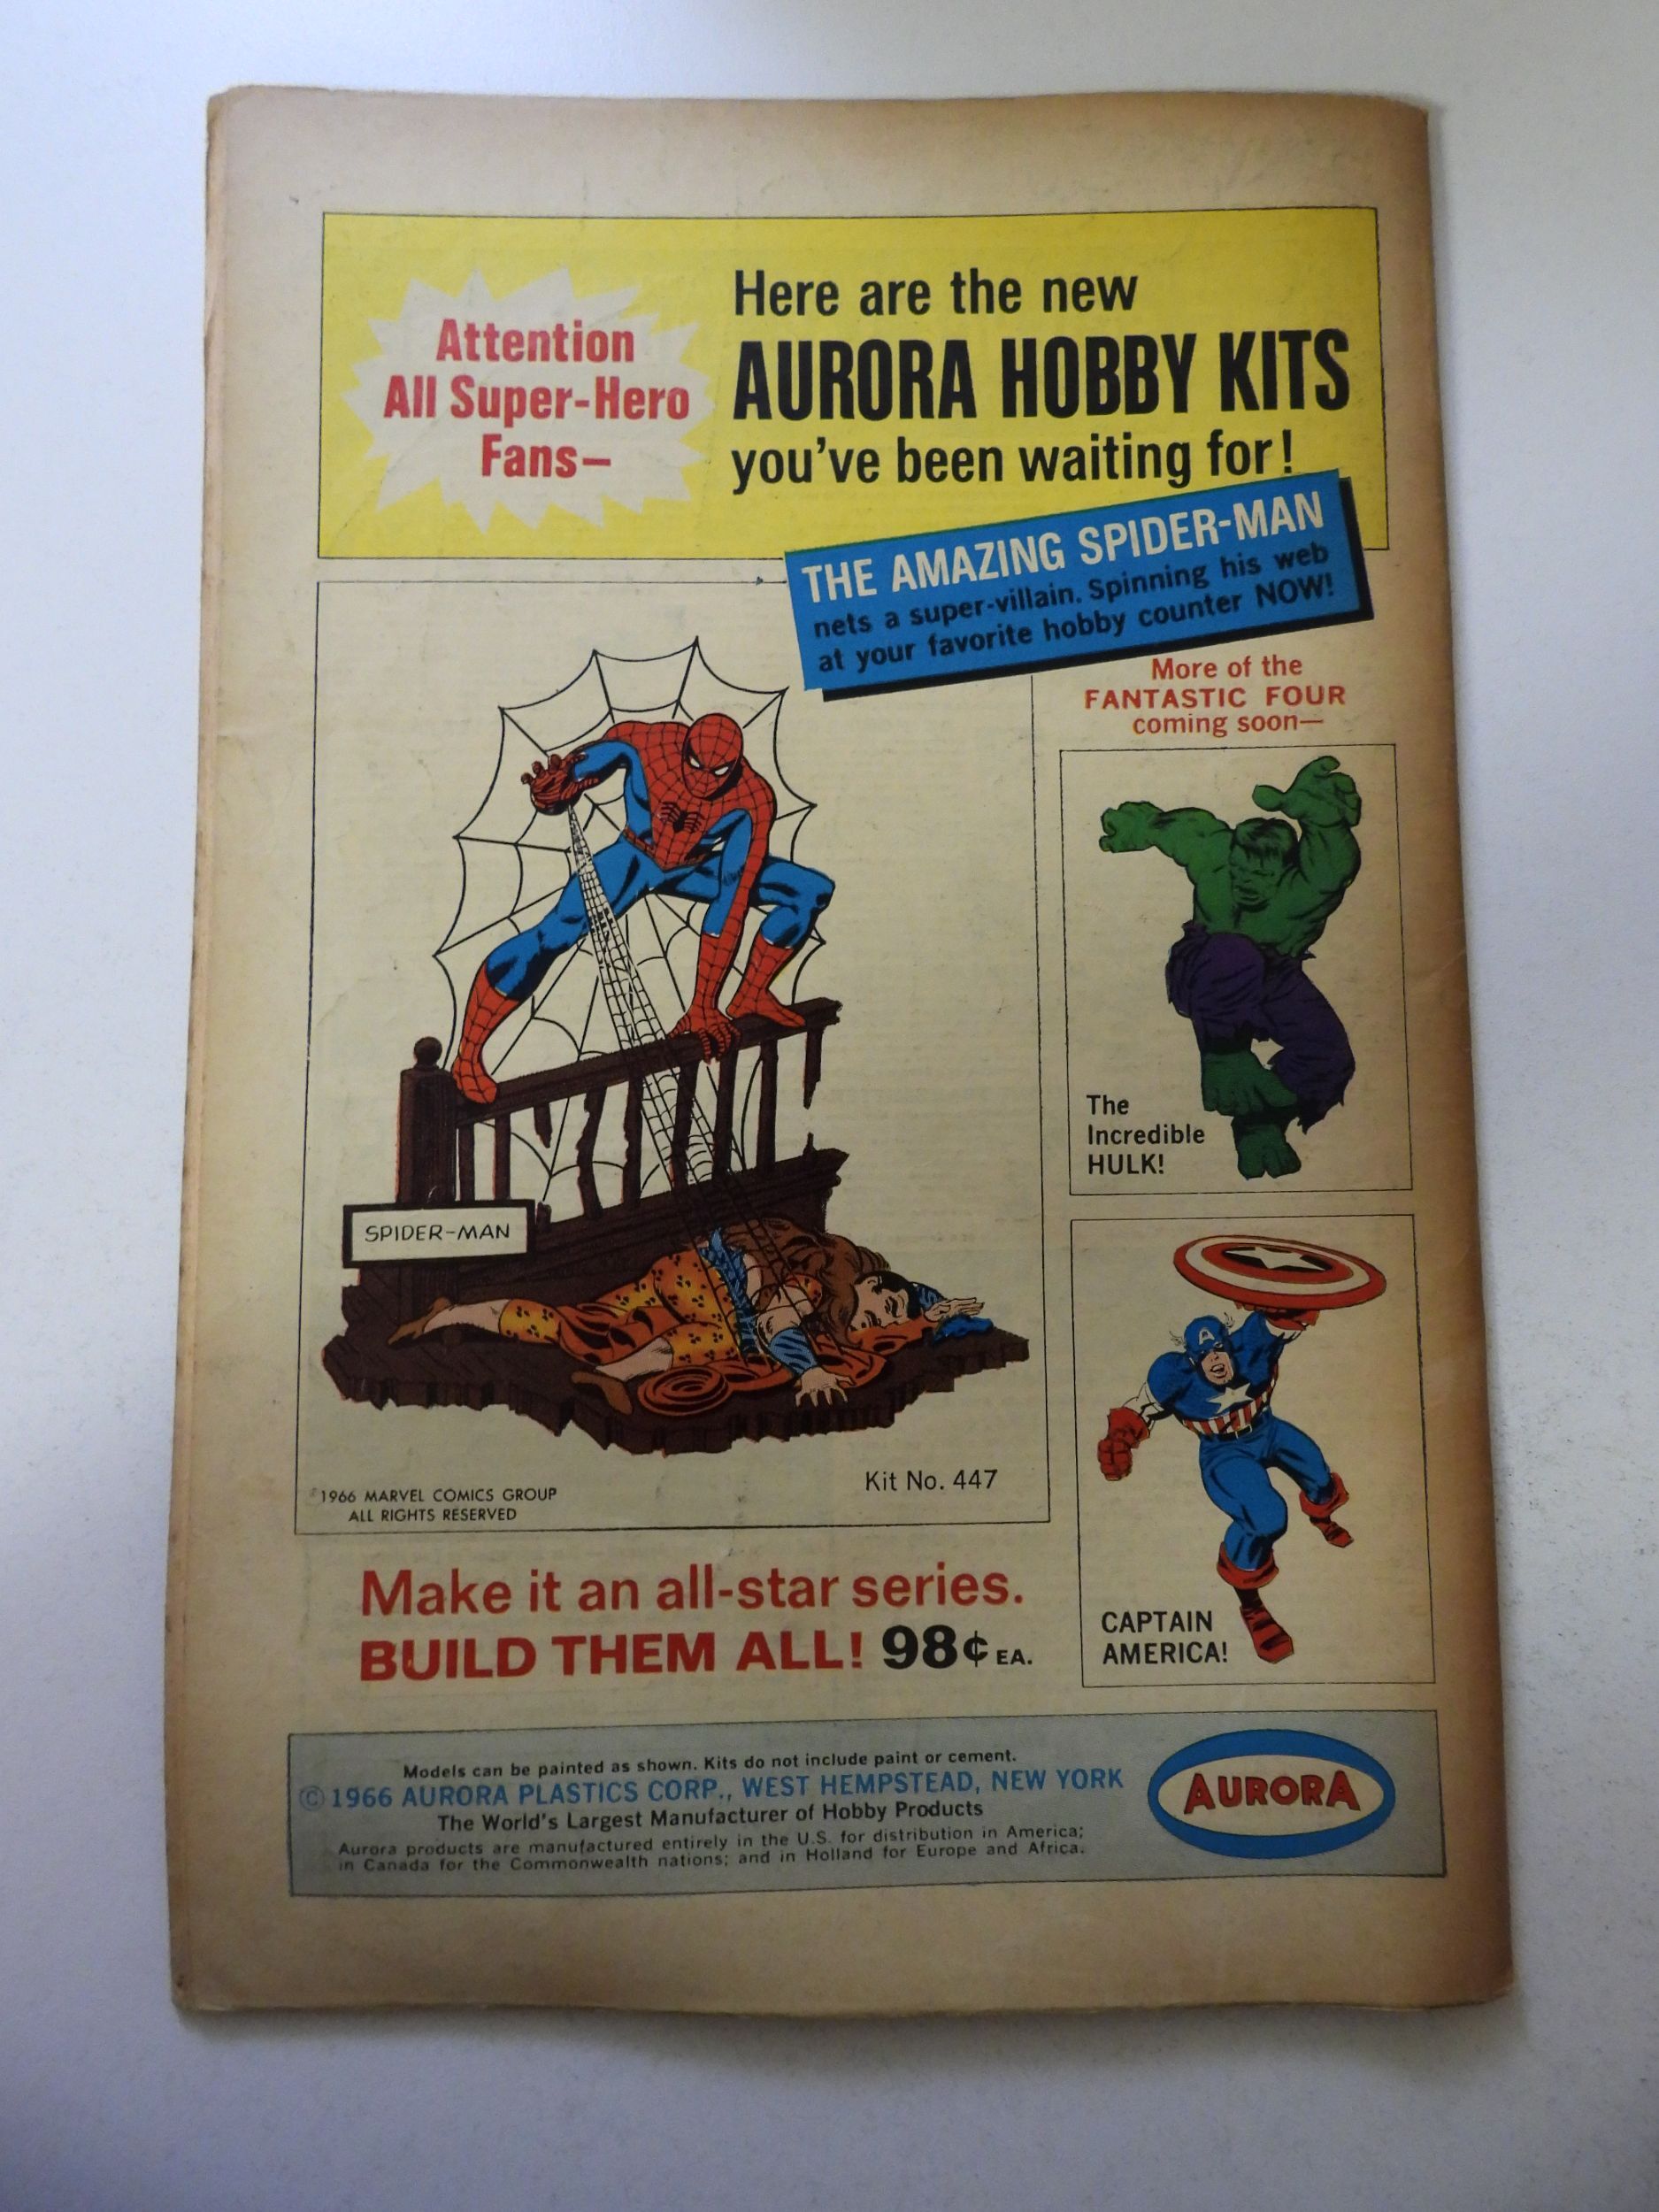 Attention
All Super-Hero
Fans—
Here are the new
AURORA HOBBY KITS
you've been waiting for!
THE AMAZING SPIDER-MAN
nets a super-villain. Spinning his web
at your favorite hobby counter NOW!
More of the
FANTASTIC FOUR
coming soon—
The
Incredible
HULK!
SPIDER-MAN
A
CAPTAIN
AMERICA!
Kit No. 447
1966 MARVEL COMICS GROUP
ALL RIGHTS RESERVED
Make it an all-star series.
BUILD THEM ALL! 98¢ EA.
Models can be painted as shown. Kits do not include paint or cement.
© 1966 AURORA PLASTICS CORP., WEST HEMPSTEAD, NEW YORK
The World's Largest Manufacturer of Hobby Products
Aurora products are manufactured entirely in the U.S. for distribution in America;
in Canada for the Commonwealth nations; and in Holland for Europe and Africa.
AURORA